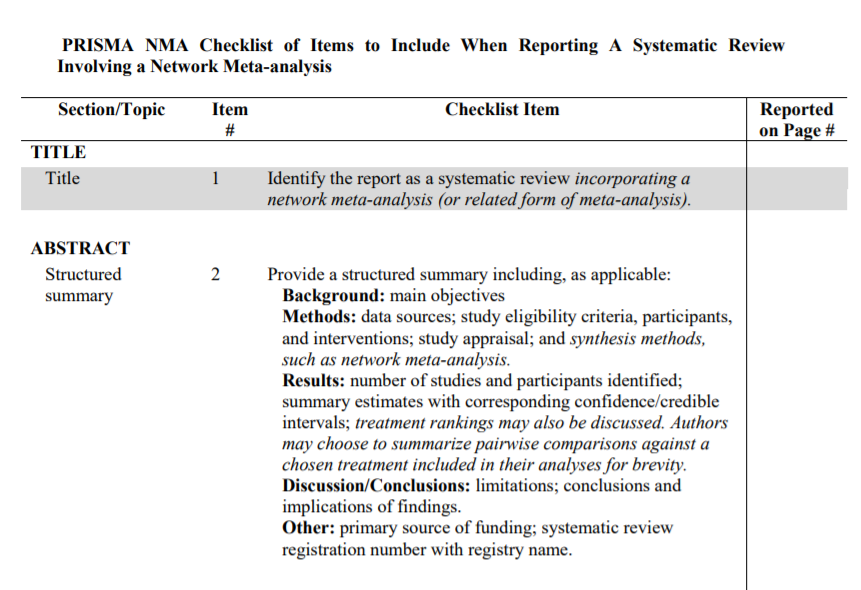 PRISMA NMA Checklist of Items to Include When Reporting A Systematic Review
Involving a Network Meta-analysis
Section/Topic Item # Checklist Item Reported on Page #
TITLE
Title 1 Identify the report as a systematic review incorporating a
network meta-analysis (or related form of meta-analysis).
ABSTRACT
Structured summary 2 Provide a structured summary including, as applicable:
Background: main objectives
Methods: data sources; study eligibility criteria, participants,
and interventions; study appraisal; and synthesis methods,
such as network meta-analysis.
Results: number of studies and participants identified;
summary estimates with corresponding confidence/credible
intervals; treatment rankings may also be discussed. Authors
may choose to summarize pairwise comparisons against a
chosen treatment included in their analyses for brevity.
Discussion/Conclusions: limitations; conclusions and
implications of findings.
Other: primary source of funding; systematic review
registration number with registry name.